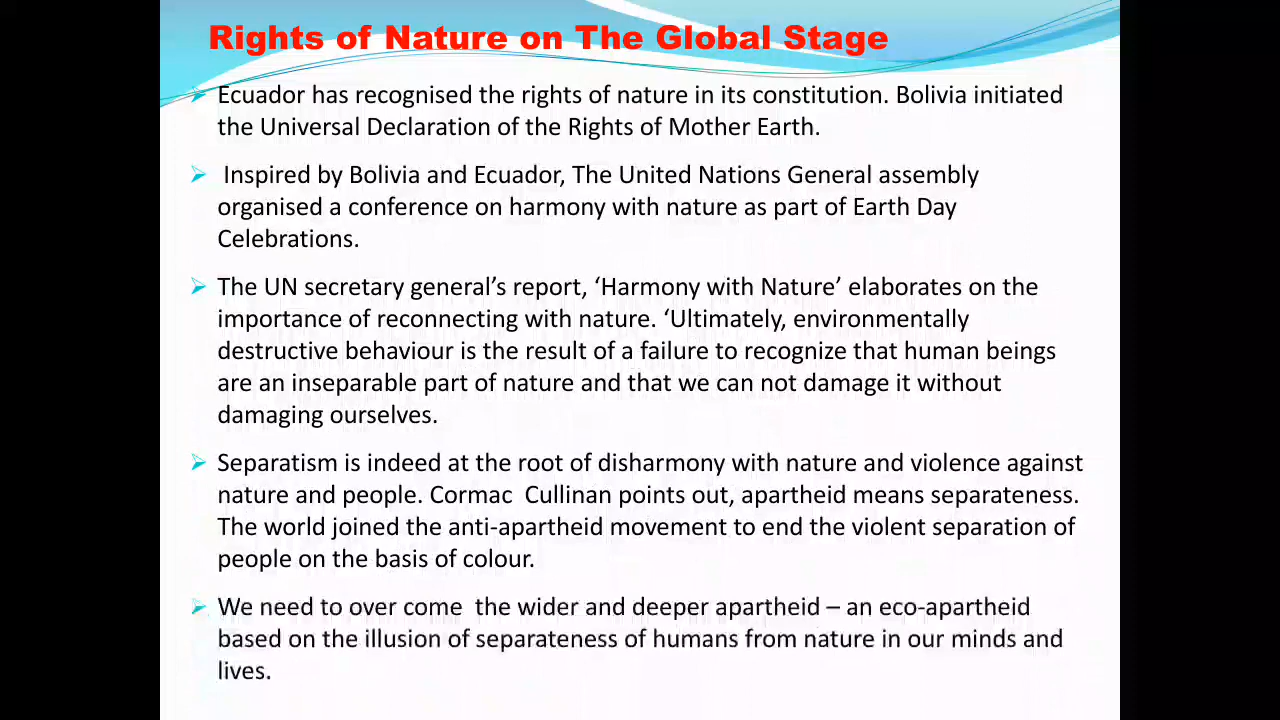 Rights of Nature on The Global Stage
Ecuador has recognised the rights of nature in its constitution. Bolivia initiated
the Universal Declaration of the Rights of Mother Earth.
Inspired by Bolivia and Ecuador, The United Nations General assembly
organised a conference on harmony with nature as part of Earth Day
Celebrations.
The UN secretary general’s report, ‘Harmony with Nature’ elaborates on the
importance of reconnecting with nature. ‘Ultimately, environmentally
destructive behaviour is the result of a failure to recognize that human beings
are an inseparable part of nature and that we can not damage it without
damaging ourselves.
Separatism is indeed at the root of disharmony with nature and violence against
nature and people. Cormac  Cullinan points out, apartheid means separateness.
The world joined the anti-apartheid movement to end the violent separation of
people on the basis of colour.
We need to over come  the wider and deeper apartheid – an eco-apartheid
based on the illusion of separateness of humans from nature in our minds and
lives.